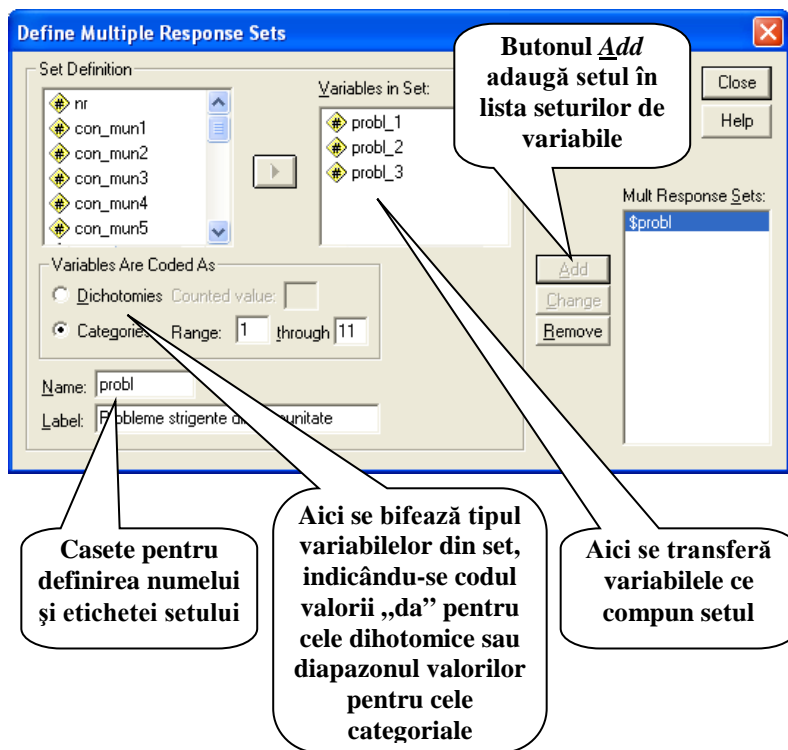 Define Multiple Response Sets
Set Definition
nr
con_mun1
con_mun2
con_mun3
con_mun4
con_mun5
Variables in Set:
probl_1
probl_2
probl_3
Butonul Add
adaugă setul în
lista seturilor de
variabile
Close
Help
Mult Response Sets:
$probl
Add
Change
Remove
Variables Are Coded As
Dichotomies Counted value:
Categories Range: 1 through 11
Name: probl
Label: Probleme strigente
Casete pentru
definirea numelui
şi etichetei setului
Aici se bifează tipul
variabilelor din set,
indicându-se codul
valorii „da” pentru
cele dihotomice sau
diapazonul valorilor
pentru cele
categoriale
Aici se transferă
variabilele ce
compun setul